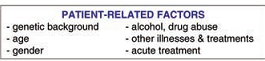 PATIENT-RELATED FACTORS
- genetic background
- age
- gender
- alcohol, drug abuse
- other illnesses & treatments
- acute treatment